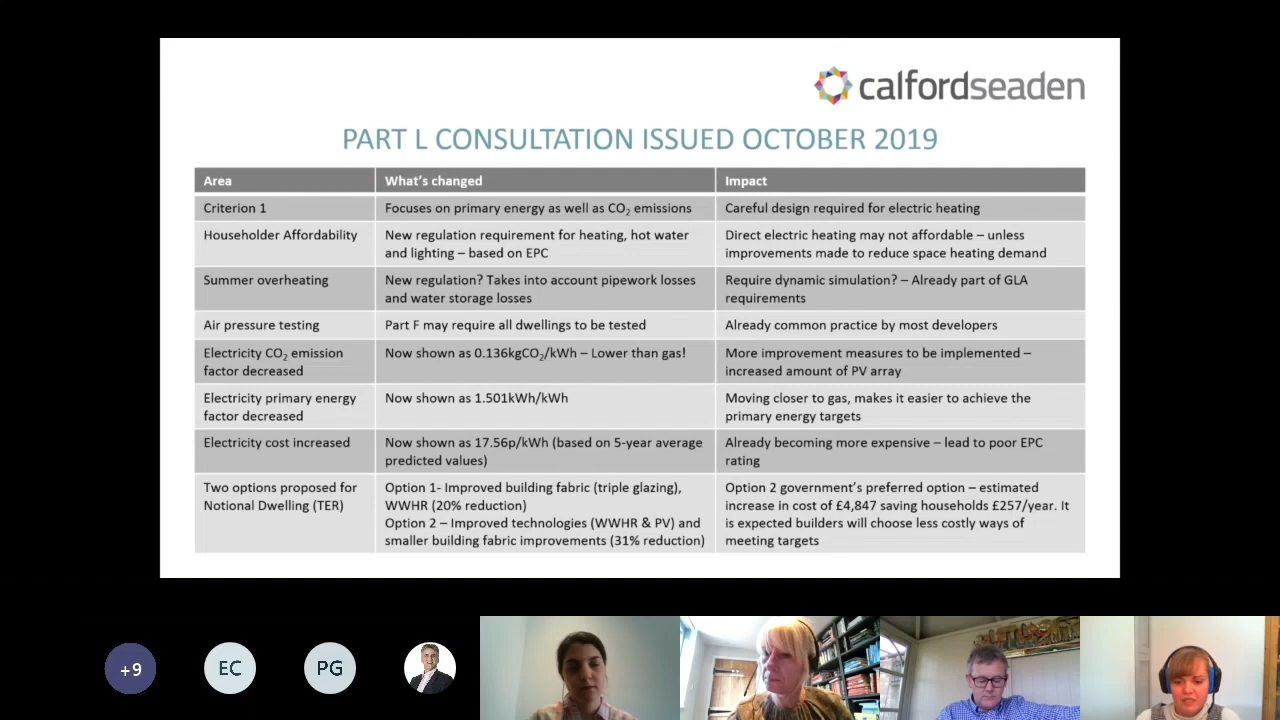 calfordseaden
PART L CONSULTATION ISSUED OCTOBER 2019
Area
What's changed
Impact
Criterion 1
Focuses on primary energy as well as CO2 emissions
Careful design required for electric heating
Householder Affordability
New regulation requirement for heating, hot water
and lighting – based on EPC
Direct electric heating may not affordable – unless
improvements made to reduce space heating demand
Summer overheating
New regulation? Takes into account pipework losses
and water storage losses
Require dynamic simulation? – Already part of GLA
requirements
Air pressure testing
Part F may require all dwellings to be tested
Already common practice by most developers
Electricity CO2 emission
factor decreased
Now shown as 0.136kgCO2/kWh – Lower than gas!
More improvement measures to be implemented –
increased amount of PV array
Electricity primary energy
factor decreased
Now shown as 1.501kWh/kWh
Moving closer to gas, makes it easier to achieve the
primary energy targets
Electricity cost increased
Now shown as 17.56p/kWh (based on 5-year average
predicted values)
Already becoming more expensive – lead to poor EPC
rating
Two options proposed for
Notional Dwelling (TER)
Option 1- Improved building fabric (triple glazing),
WWHR (20% reduction)
Option 2 – Improved technologies (WWHR & PV) and
smaller building fabric improvements (31% reduction)
Option 2 government's preferred option – estimated
increase in cost of £4,847 saving households £257/year. It
is expected builders will choose less costly ways of
meeting targets
+9
EC
PG